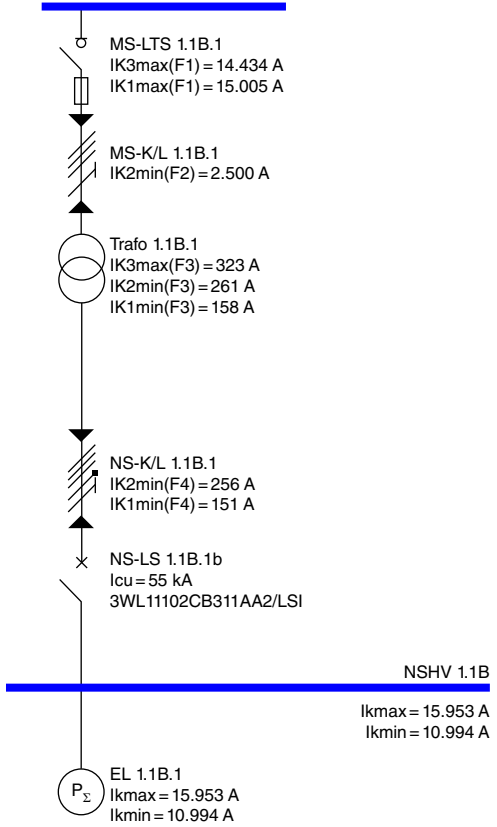 MS-LTS 1.1B.1
IK3max(F1) = 14.434 A
IK1max(F1) = 15.005 A
MS-K/L 1.1B.1
IK2min(F2) = 2.500 A
Trafo 1.1B.1
IK3max(F3) = 323 A
IK2min(F3) = 261 A
IK1min(F3) = 158 A
NS-K/L 1.1B.1
IK2min(F4) = 256 A
IK1min(F4) = 151 A
NS-LS 1.1B.1b
Icu = 55 kA
3WL11102CB311AA2/LSI
NSHV 1.1B
Ikmax = 15.953 A
Ikmin = 10.994 A
PΣ
EL 1.1B.1
Ikmax = 15.953 A
Ikmin = 10.994 A